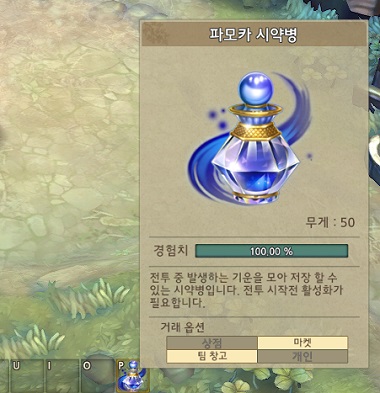 파모카 시약병
무게 : 50
경험치 100.00 %
전투 중 발생하는 기운을 모아 저장 할 수
있는 시약병입니다. 전투 시작전 활성화가
필요합니다.
거래 옵션
상점 마켓
팀 창고 개인
U I O P